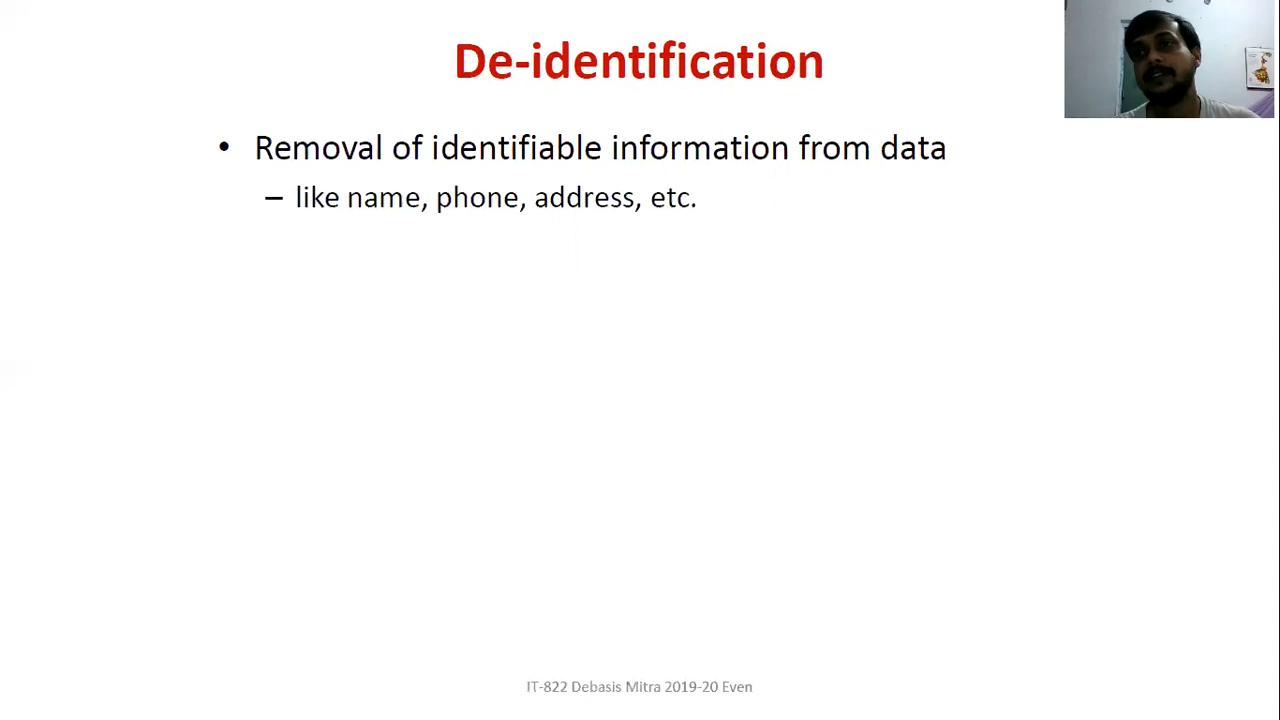 De-identification
• Removal of identifiable information from data
– like name, phone, address, etc.
IT-822 Debasis Mitra 2019-20 Even